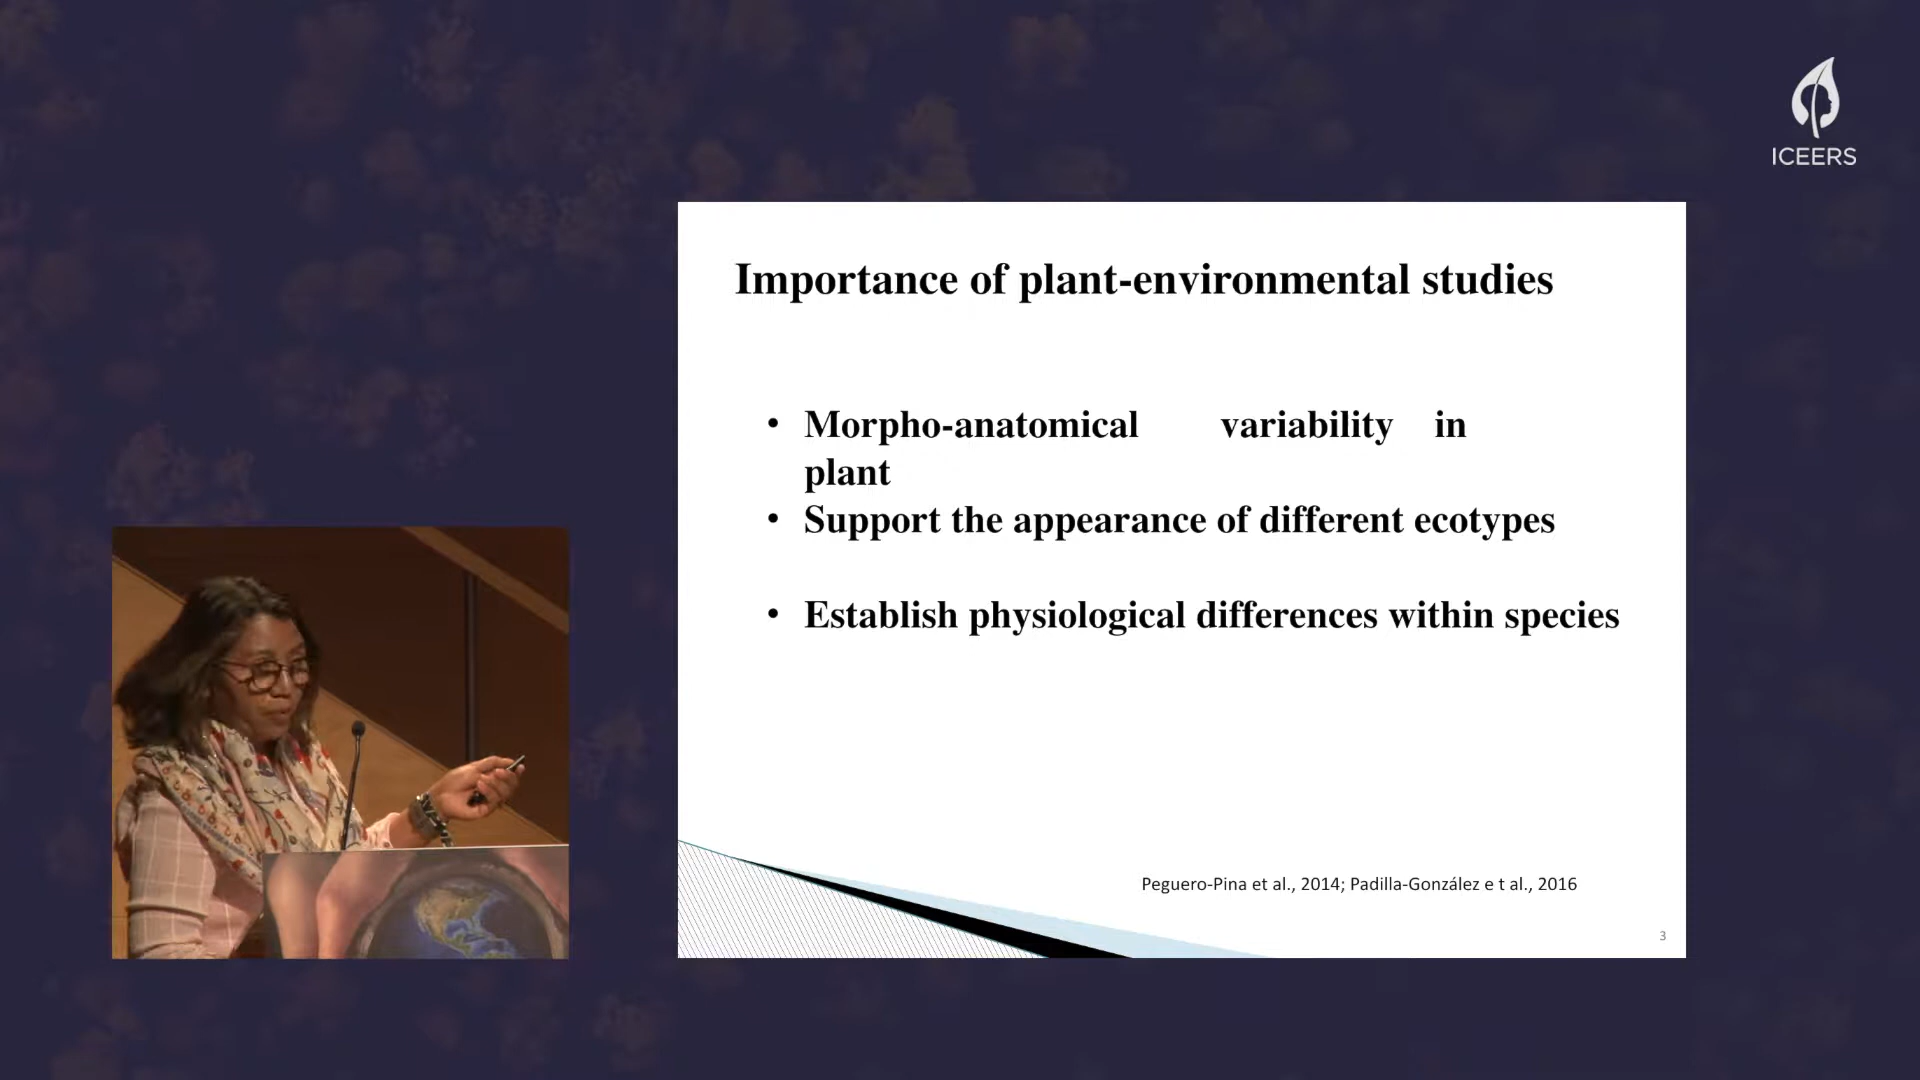 ICEERS
Importance of plant-environmental studies
• Morpho-anatomical variability in
plant
• Support the appearance of different ecotypes
• Establish physiological differences within species
Peguero-Pina et al., 2014; Padilla-González e t al., 2016
3